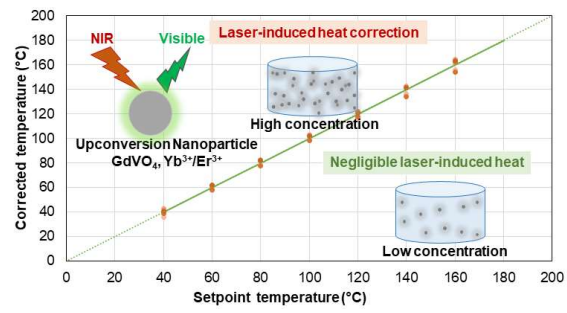 Corrected temperature (°C)
200
180
160
140
120
100
80
60
40
20
0
NIR
Visible
Upconversion Nanoparticle
GdVO₄, Yb³⁺/Er³⁺
Laser-induced heat correction
High concentration
Negligible laser-induced heat
Low concentration
0 20 40 60 80 100 120 140 160 180 200
Setpoint temperature (°C)